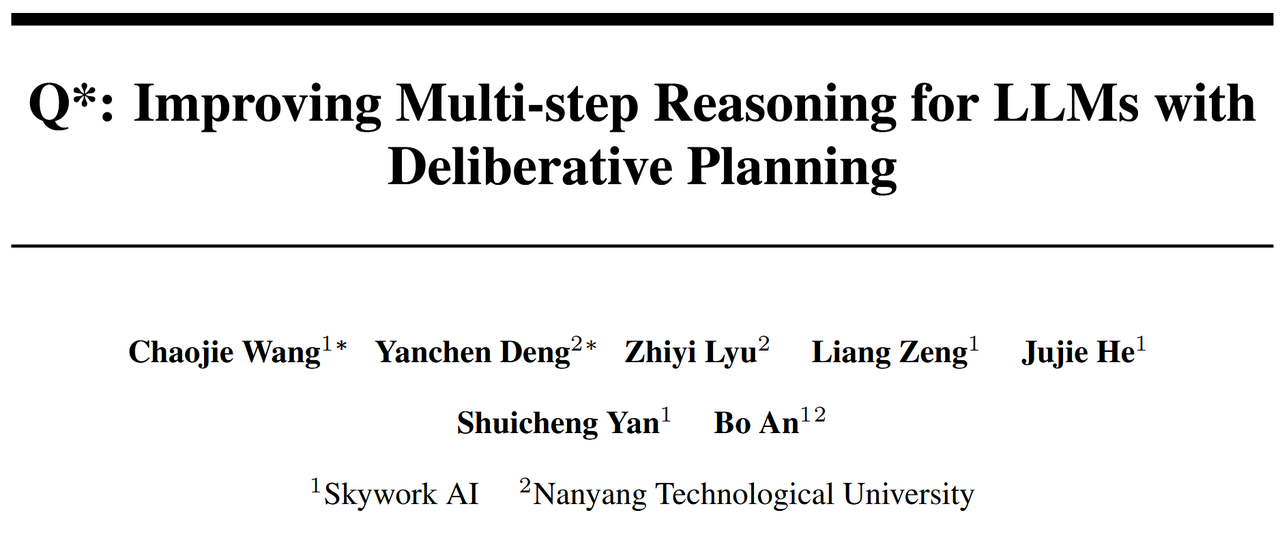 Q*: Improving Multi-step Reasoning for LLMs with
Deliberative Planning
Chaojie Wang¹* Yanchen Deng²* Zhiyi Lyu² Liang Zeng¹ Jujie He¹
Shuicheng Yan¹ Bo An¹²
¹Skywork AI ²Nanyang Technological University